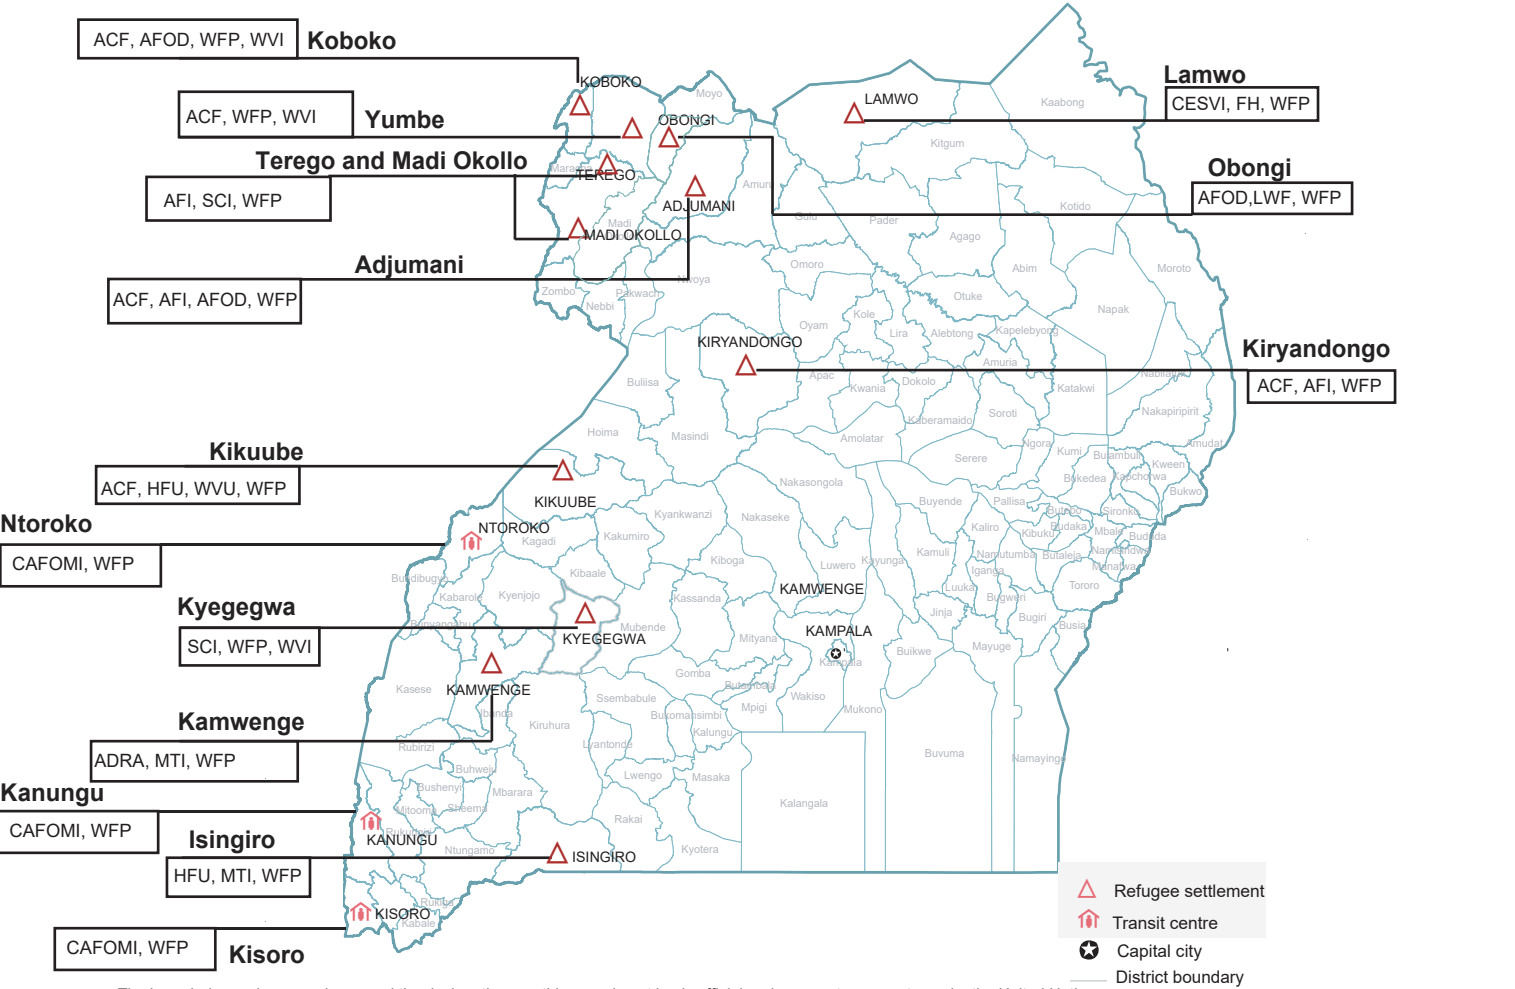 ACF, AFOD, WFP, WVI
Koboko
KOBOKO
Moyo
LAMWO
Kaabong
Lamwo
CESVI, FH, WFP
ACF, WFP, WVI
Yumbe
OBONGI
Kitgum
Terego and Madi Okollo
TEREGO
AFI, SCI, WFP
Obongi
AFOD,LWF, WFP
ADJUMANI
Kotido
Gulu
Pader
Agago
Madi
MADI OKOLLO
Adjumani
ACF, AFI, AFOD, WFP
Nwoya
Omoro
Abim
Moroto
Zombo
Pakwach
Nebbi
Otuke
Napak
Kole
Oyam
Lira
Alebtong
Kapelebyong
KIRYANDONGO
Kiryandongo
ACF, AFI, WFP
Amuria
Apac
Buliisa
Kwania
Dokolo
Katakwi
Nakapiripirit
Soroti
Kaberamaido
Hoima
Masindi
Amolatar
Ngora
Kumi
Amudat
Serere
Bulambuli
Kween
Kapchorwa
Bukedea
Bukwo
Kikuube
ACF, HFU, WVU, WFP
KIKUUBE
Nakasongola
Buyende
Pallisa
Butebo
Sironko
Kyankwanzi
Nakaseke
Ntoroko
CAFOMI, WFP
NTOROKO
Kagadi
Kakumiro
Kaliro
Kibuku
Budaka
Mbale
Bududa
Kiboga
Luwero
Kayunga
Kamuli
Namutumba
Butaleja
Namisindwa
Manafwa
Bundibugyo
Kibaale
Iganga
Tororo
Kabarole
Kyenjojo
Kassanda
KAMWENGE
Luuka
Bugweri
Kyegegwa
SCI, WFP, WVI
Bunyangabu
KYEGEGWA
Mubende
Mityana
KAMPALA
Kampala
Jinja
Bugiri
Busia
Buikwe
Mayuge
Kasese
KAMWENGE
Gomba
Butambala
Wakiso
Mukono
Mpigi
Ssembabule
Bukomansimbi
Kalungu
Ibanda
Kiruhura
Kamwenge
ADRA, MTI, WFP
Rubirizi
Lyantonde
Buvuma
Namayingo
Buhweju
Lwengo
Masaka
Bushenyi
Mbarara
Kalangala
Kanungu
CAFOMI, WFP
Mitooma
Sheema
Rakai
KANUNGU
Isingiro
HFU, MTI, WFP
Ntungamo
ISINGIRO
Kyotera
Rukiga
KISORO
Kabale
CAFOMI, WFP
Kisoro
Refugee settlement
Transit centre
Capital city
District boundary